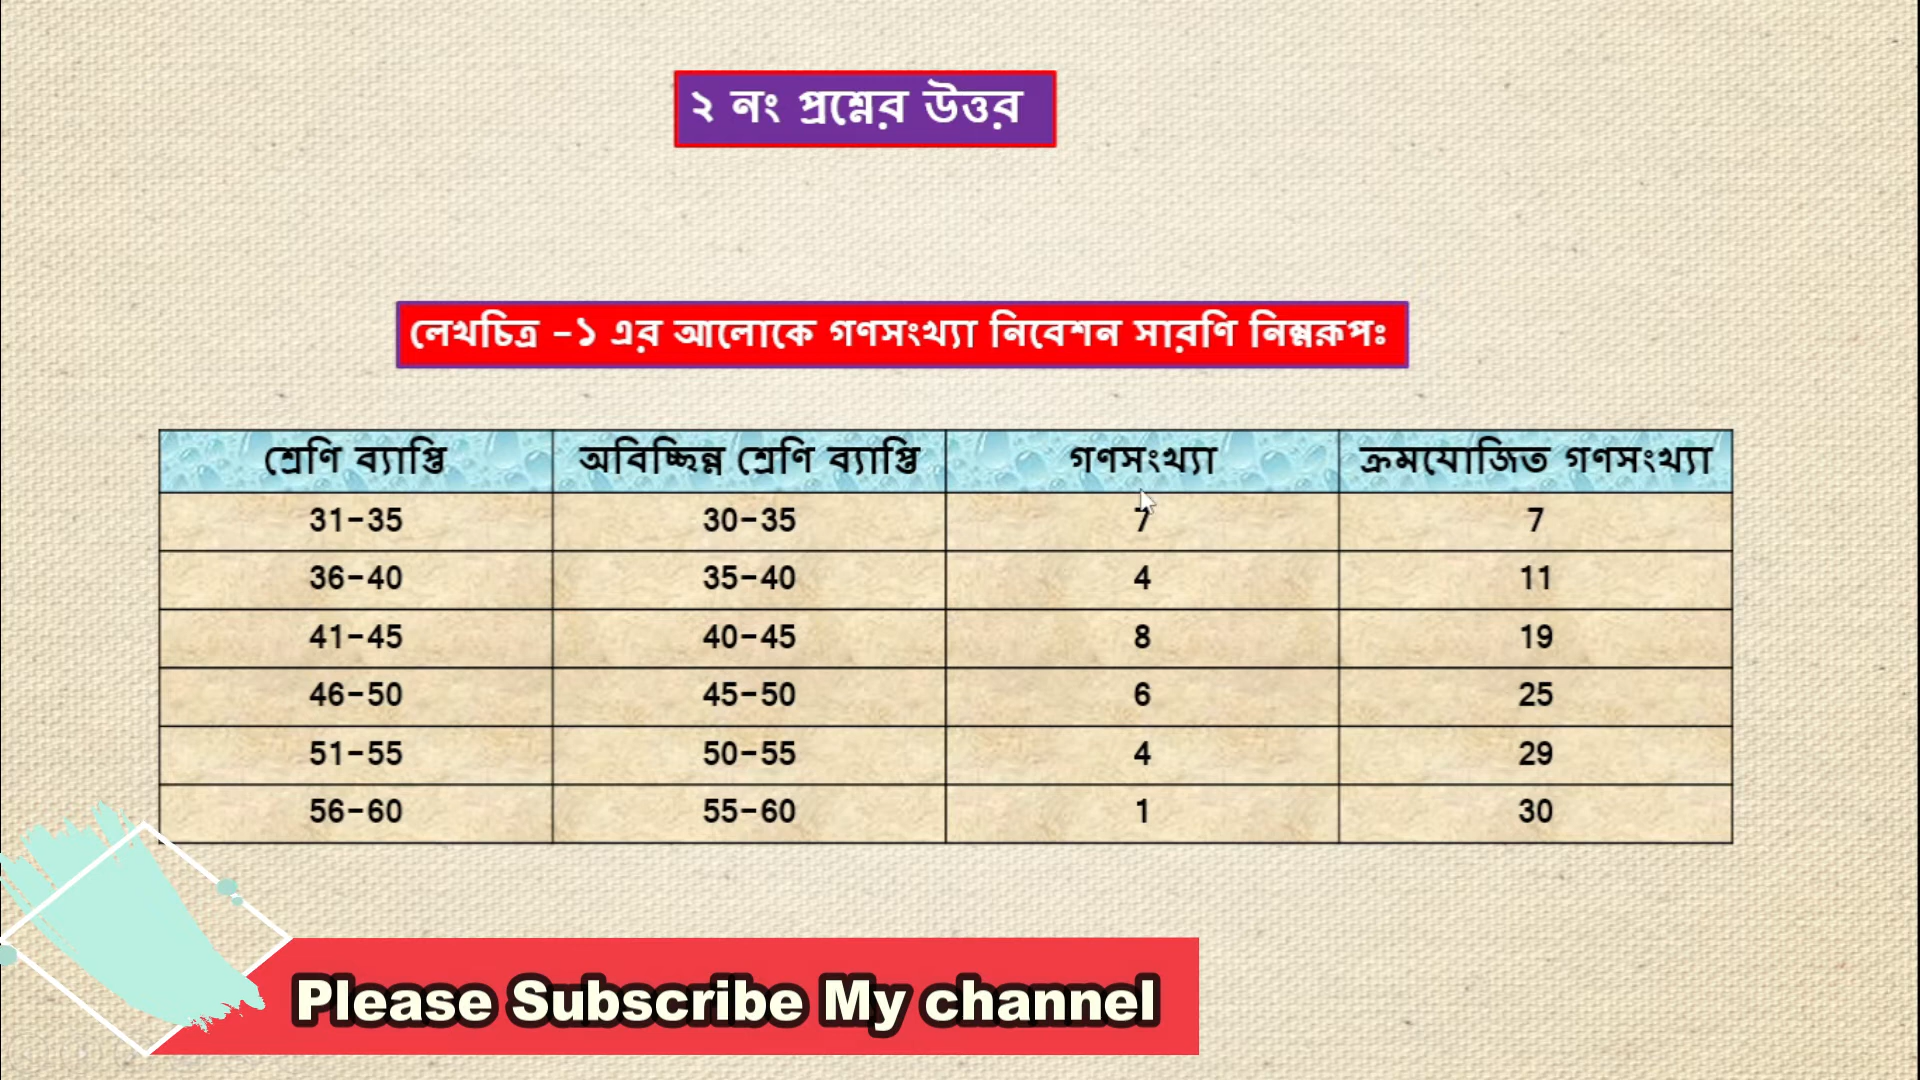 ২ নং প্রশ্নের উত্তর
লেখচিত্র -১ এর আলোকে গণসংখ্যা নিবেশন সারণি নিম্নরূপঃ
শ্রেণি ব্যাপ্তি অবিচ্ছিন্ন শ্রেণি ব্যাপ্তি গণসংখ্যা ক্রমযোজিত গণসংখ্যা
31-35 30-35 7 7
36-40 35-40 4 11
41-45 40-45 8 19
46-50 45-50 6 25
51-55 50-55 4 29
56-60 55-60 1 30
Please Subscribe My channel